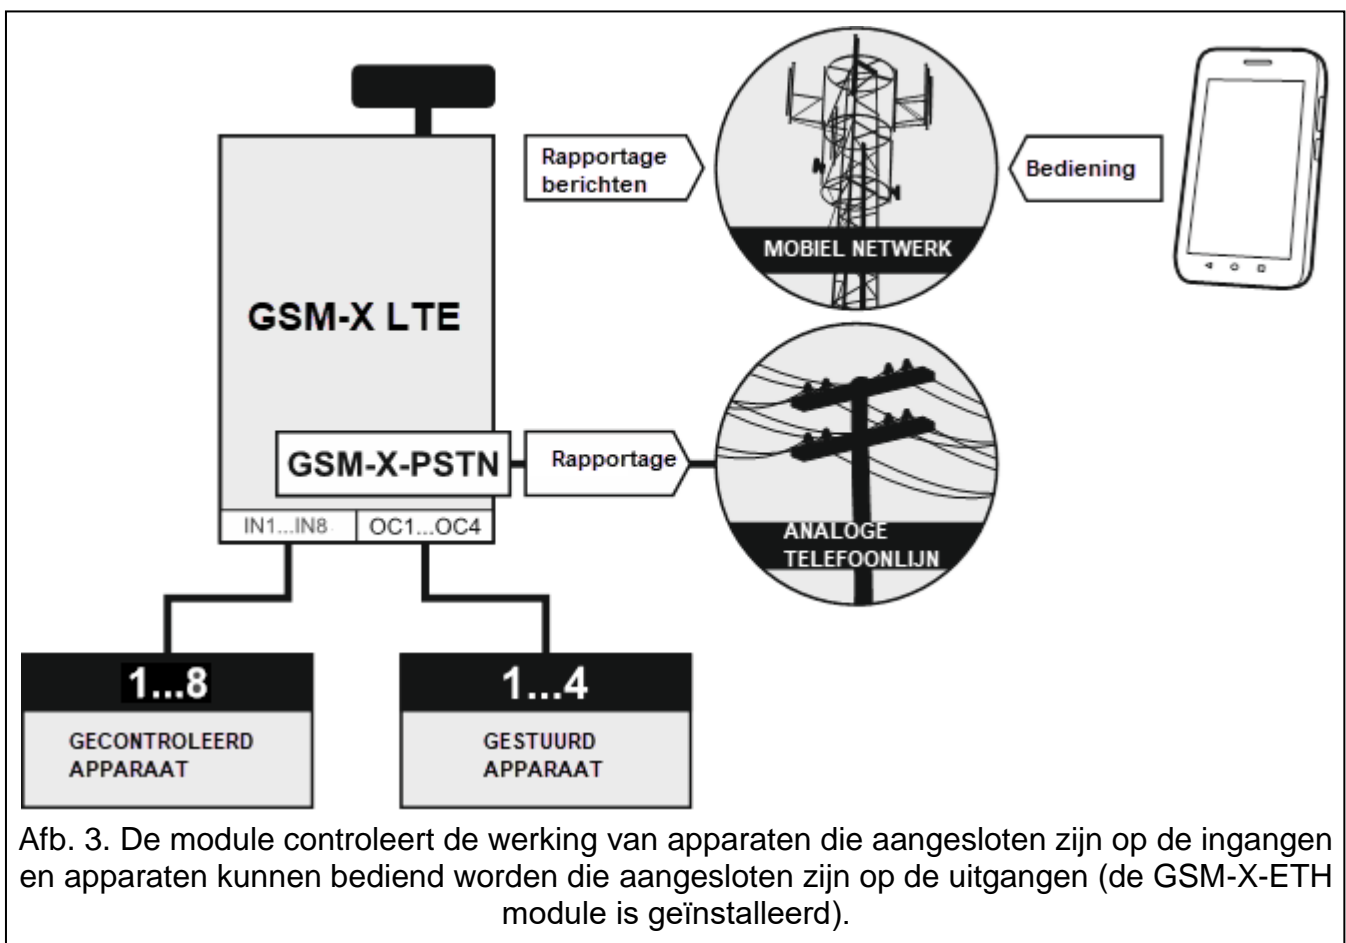 Rapportage
berichten
Bediening
MOBIEL NETWERK
GSM-X LTE
GSM-X-PSTN
Rapportage
IN1...IN8
OC1...OC4
ANALOGE
TELEFOONLIJN
1...8
GECONTROLEERD
APPARAAT
1...4
GESTUURD
APPARAAT
Afb. 3. De module controleert de werking van apparaten die aangesloten zijn op de ingangen
en apparaten kunnen bediend worden die aangesloten zijn op de uitgangen (de GSM-X-ETH
module is geïnstalleerd).